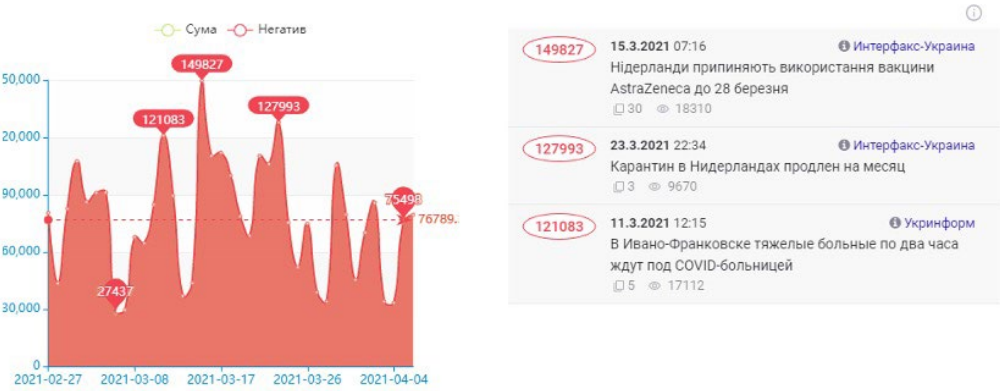 Сума Негатив
149827
127993
121083
75498
76789.
27437
50,000
20,000
90,000
60,000
30,000
0
2021-02-27 2021-03-08 2021-03-17 2021-03-26 2021-04-04
149827 15.3.2021 07:16 Интерфакс-Украина
Нідерланди припиняють використання вакцини
AstraZeneca до 28 березня
30 18310
127993 23.3.2021 22:34 Интерфакс-Украина
Карантин в Нидерландах продлен на месяц
3 9670
121083 11.3.2021 12:15 Укринформ
В Ивано-Франковске тяжелые больные по два часа
ждут под COVID-больницей
5 17112